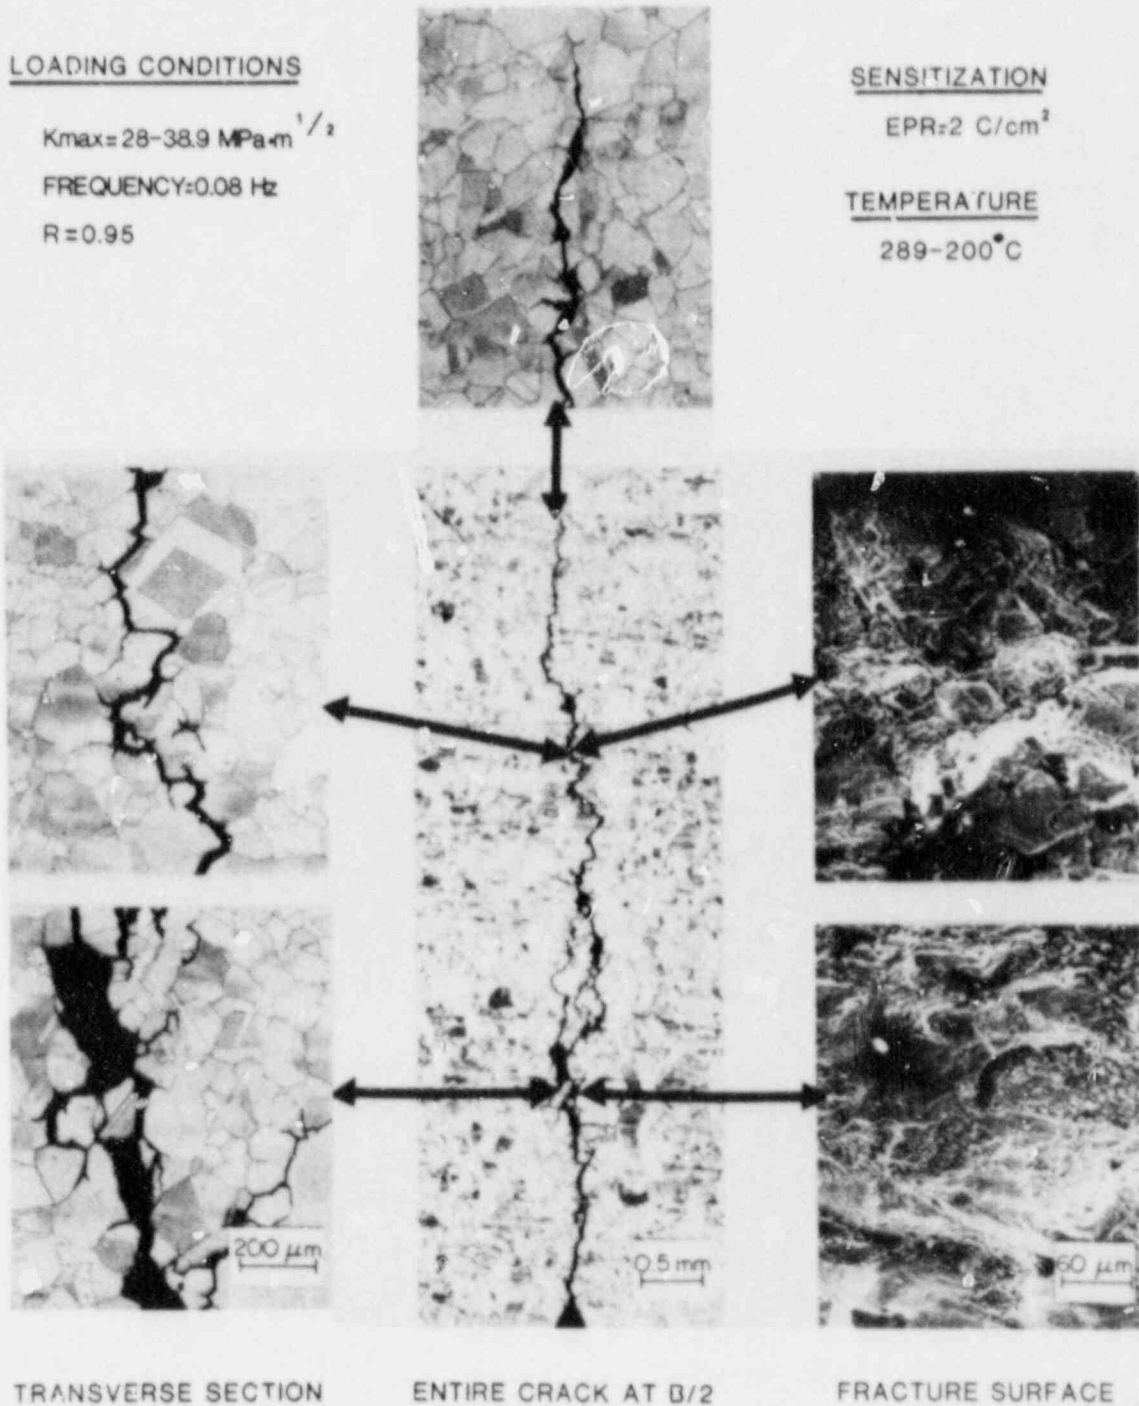 LOADING CONDITIONS
Kmax=28-38.9 MPa·m^1/2
FREQUENCY=0.08 Hz
R=0.95
SENSITIZATION
EPR=2 C/cm²
TEMPERATURE
289-200°C
200 μm
0.5 mm
60 μm
TRANSVERSE SECTION
ENTIRE CRACK AT B/2
FRACTURE SURFACE